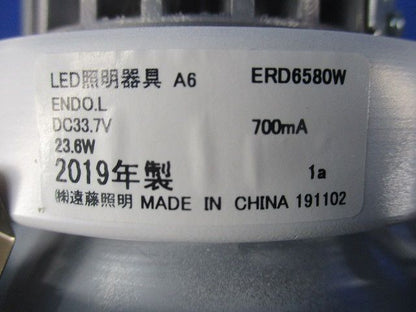 LED照明器具 A6 ERD6580W
ENDO.L
DC33.7V 700mA
23.6W
2019年製 1a
㈱遠藤照明 MADE IN CHINA 191102